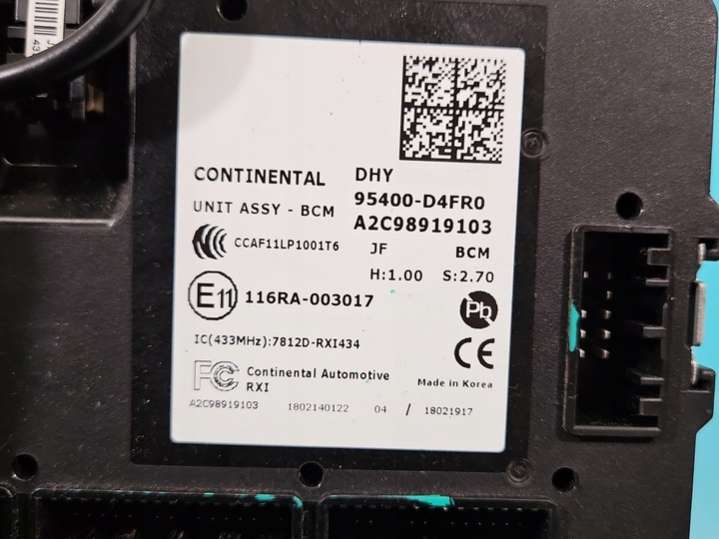 DHY
CONTINENTAL
95400-D4FR0
UNIT ASSY - BCM
A2C98919103
CCAF11LP1001T6
JF BCM
H:1.00 S:2.70
E11 116RA-003017
Pb
IC(433MHz):7812D-RXI434
CE
FC Continental Automotive
RXI
Made in Korea
A2C98919103 1802140122 04 / 18021917